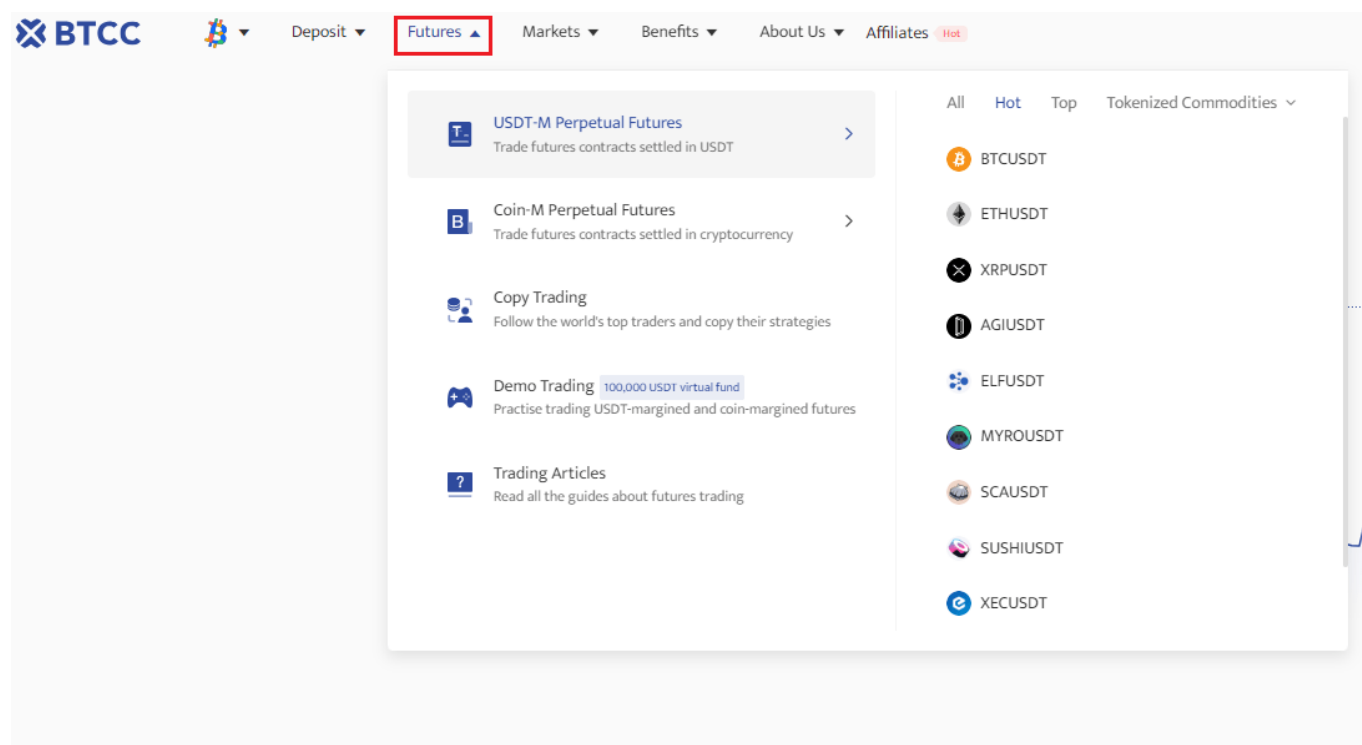 BTCC
Deposit
Futures
Markets
Benefits
About Us
Affiliates
Hot
USDT-M Perpetual Futures
Trade futures contracts settled in USDT
Coin-M Perpetual Futures
Trade futures contracts settled in cryptocurrency
Copy Trading
Follow the world's top traders and copy their strategies
Demo Trading 100,000 USDT virtual fund
Practise trading USDT-margined and coin-margined futures
Trading Articles
Read all the guides about futures trading
All Hot Top Tokenized Commodities
BTCUSDT
ETHUSDT
XRPUSDT
AGIUSDT
ELFUSDT
MYROUSDT
SCAUSDT
SUSHIUSDT
XECUSDT